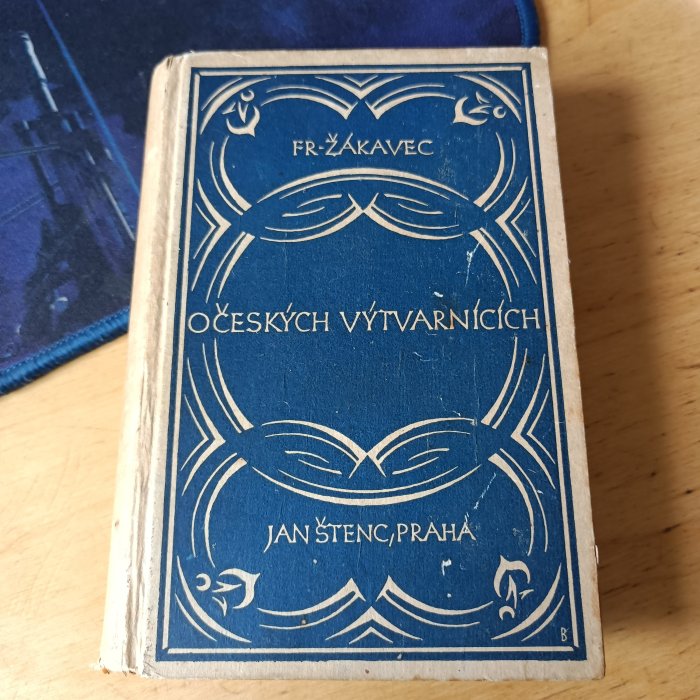 FR-ŽÁKAVEC
O ČESKÝCH VÝTVARNÍCÍCH
JAN ŠTENC, PRAHA
B